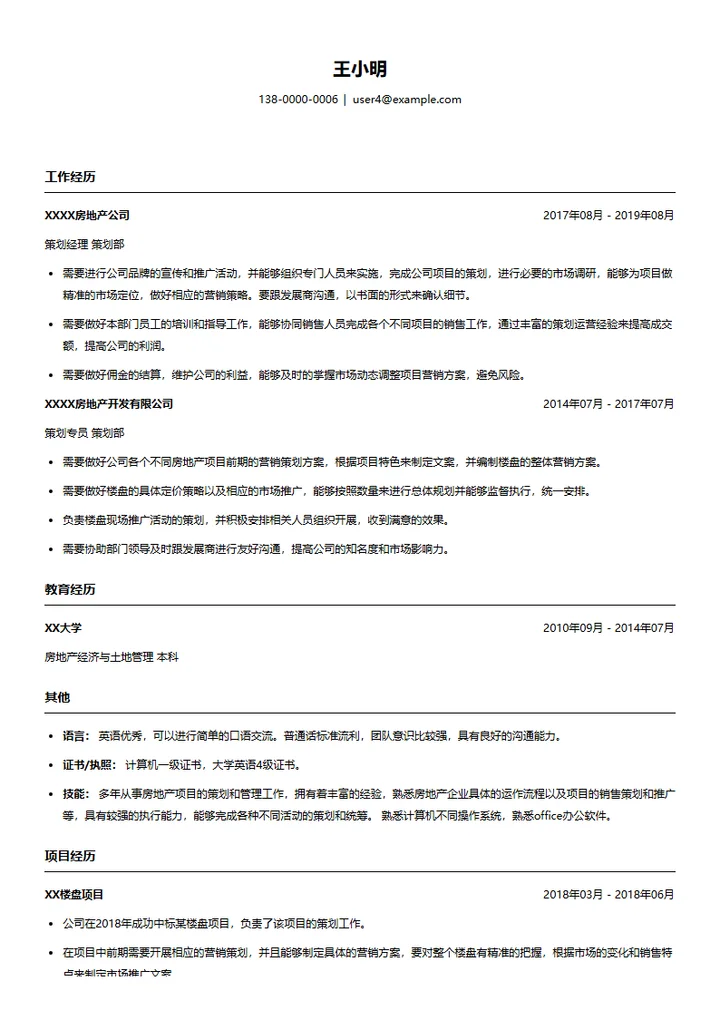 王小明
138-0000-0006 | user4@example.com
工作经历
XXXX房地产公司 2017年08月 - 2019年08月
策划经理 策划部
• 需要进行公司品牌的宣传和推广活动，并能够组织专门人员来实施，完成公司项目的策划，进行必要的市场调研，能够为项目做
精准的市场定位，做好相应的营销策略。要跟发展商沟通，以书面的形式来确认细节。
• 需要做好本部门员工的培训和指导工作，能够协同销售人员完成各个不同项目的销售工作，通过丰富的策划运营经验来提高成交
额，提高公司的利润。
• 需要做好佣金的结算，维护公司的利益，能够及时的掌握市场动态调整项目营销方案，避免风险。
XXXX房地产开发有限公司 2014年07月 - 2017年07月
策划专员 策划部
• 需要做好公司各个不同房地产项目前期的营销策划方案，根据项目特色来制定文案，并编制楼盘的整体营销方案。
• 需要做好楼盘的具体定价策略以及相应的市场推广，能够按照数量来进行总体规划并能够监督执行，统一安排。
• 负责楼盘现场推广活动的策划，并积极安排相关人员组织开展，收到满意的效果。
• 需要协助部门领导及时跟发展商进行友好沟通，提高公司的知名度和市场影响力。
教育经历
XX大学 2010年09月 - 2014年07月
房地产经济与土地管理 本科
其他
• 语言： 英语优秀，可以进行简单的口语交流。普通话标准流利，团队意识比较强，具有良好的沟通能力。
• 证书/执照： 计算机一级证书，大学英语4级证书。
• 技能： 多年从事房地产项目的策划和管理工作，拥有着丰富的经验，熟悉房地产企业具体的运作流程以及项目的销售策划和推广
等，具有较强的执行能力，能够完成各种不同活动的策划和统筹。 熟悉计算机不同操作系统，熟悉office办公软件。
项目经历
XX楼盘项目 2018年03月 - 2018年06月
• 公司在2018年成功中标某楼盘项目，负责了该项目的策划工作。
• 在项目中前期需要开展相应的营销策划，并且能够制定具体的营销方案，要对整个楼盘有精准的把握，根据市场的变化和销售特
点来制定市场推广文案